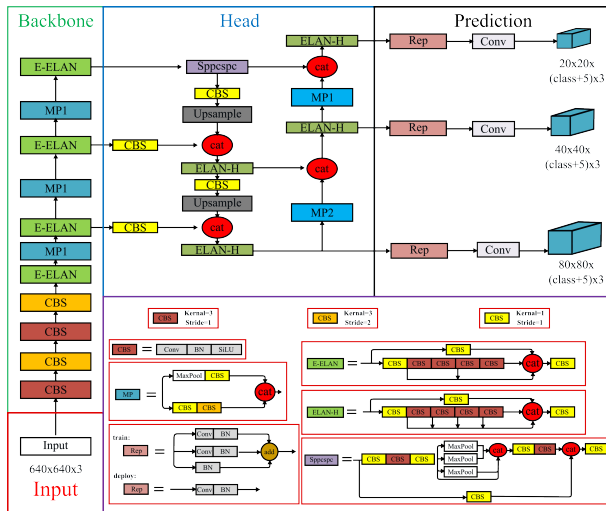 Backbone
Head
Prediction
E-ELAN
MP1
E-ELAN
MP1
E-ELAN
MP1
E-ELAN
CBS
CBS
CBS
CBS
Input
640x640x3
Input
CBS
CBS
Sppcspc
CBS
Upsample
cat
ELAN-H
CBS
Upsample
cat
ELAN-H
ELAN-H
cat
MP1
ELAN-H
cat
MP2
Rep
Conv
20x20x
(class+5)x3
Rep
Conv
40x40x
(class+5)x3
Rep
Conv
80x80x
(class+5)x3
CBS
Kernal=3
Stride=1
CBS
Kernal=3
Stride=2
CBS
Kernal=1
Stride=1
CBS = Conv BN SiLU
MP =
MaxPool CBS
CBS CBS
cat
train:
Rep =
Conv BN
Conv BN
BN
add
deploy:
Rep = Conv BN
E-ELAN =
CBS
CBS CBS CBS CBS CBS cat CBS
ELAN-H =
CBS
CBS CBS CBS CBS CBS cat CBS
Sppcspc =
CBS CBS CBS
MaxPool
MaxPool
MaxPool
cat CBS CBS cat CBS
CBS